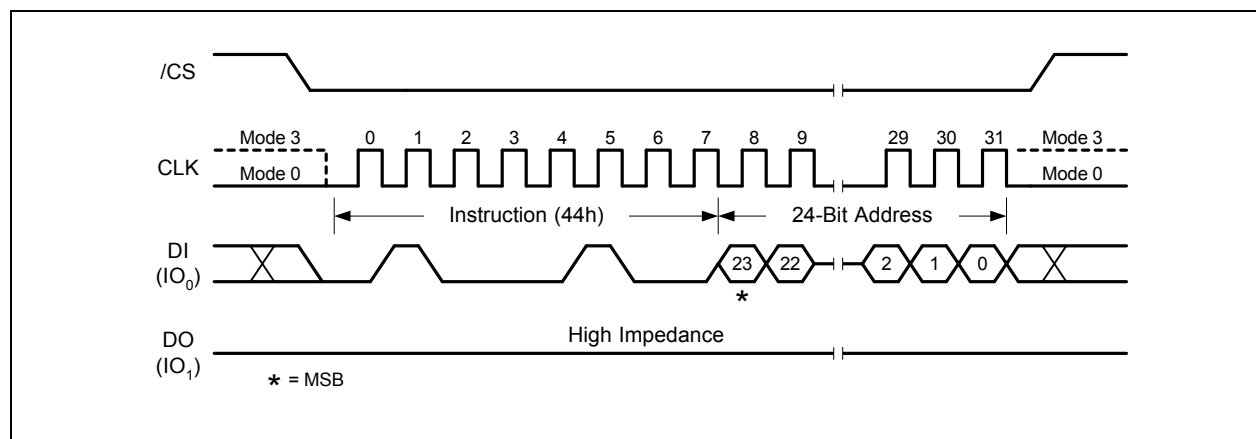 /CS
Mode 3 0 1 2 3 4 5 6 7 8 9 29 30 31 Mode 3
CLK
Mode 0 Mode 0
Instruction (44h) 24-Bit Address
DI
(IO0) 23 22 2 1 0
*
DO High Impedance
(IO1)
* = MSB